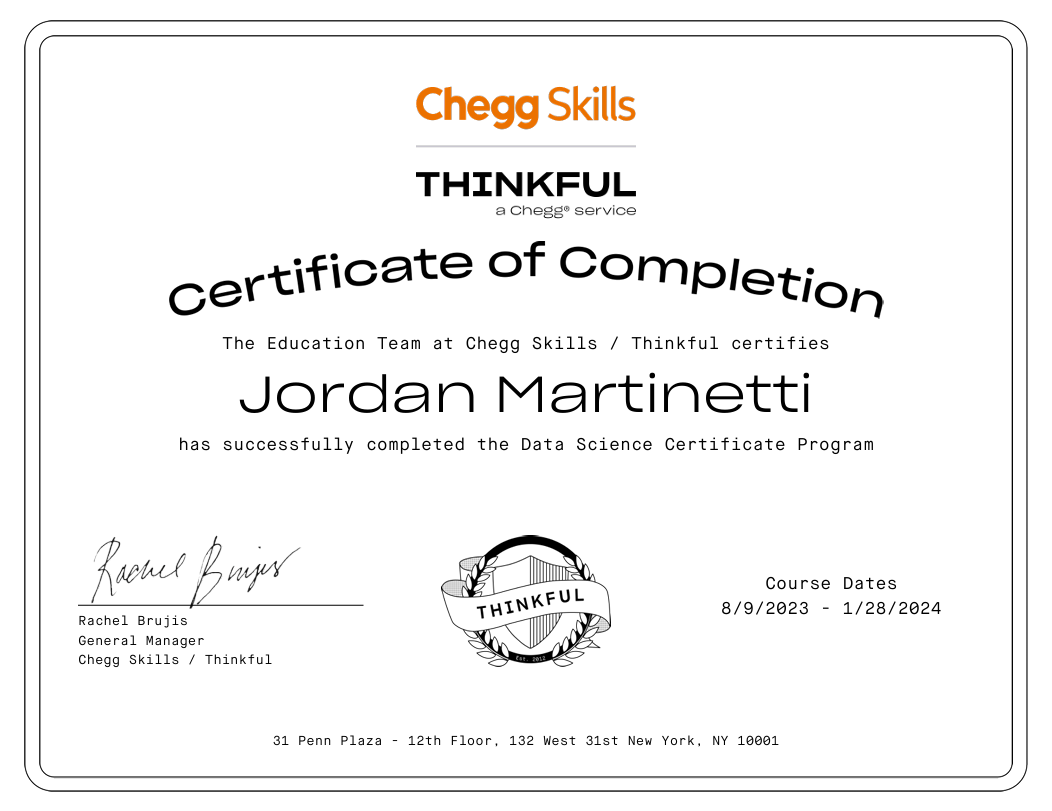 Chegg Skills
THINKFUL
a Chegg® service
Certificate of Completion
The Education Team at Chegg Skills / Thinkful certifies
Jordan Martinetti
has successfully completed the Data Science Certificate Program
Rachel Brujis
Rachel Brujis
General Manager
Chegg Skills / Thinkful
THINKFUL
Est. 2012
Course Dates
8/9/2023 - 1/28/2024
31 Penn Plaza - 12th Floor, 132 West 31st New York, NY 10001